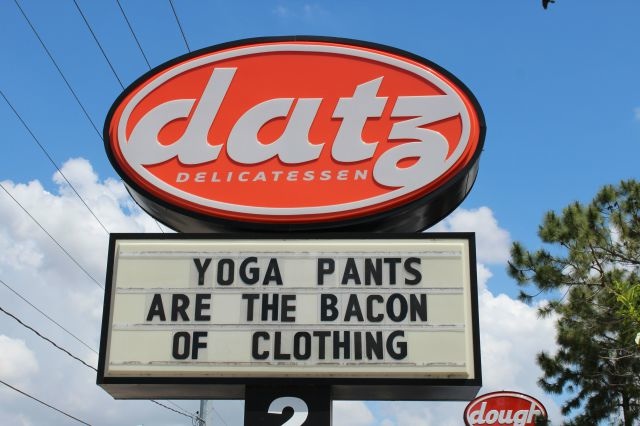 datz
DELICATESSEN
YOGA PANTS
ARE THE BACON
OF CLOTHING
2
dough